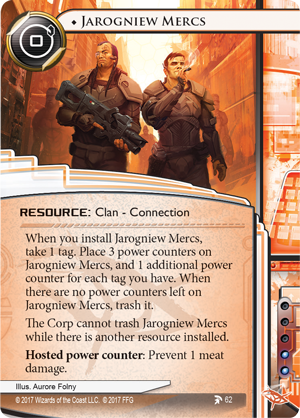 Jarogniew Mercs
RESOURCE: Clan - Connection
When you install Jarogniew Mercs,
take 1 tag. Place 3 power counters on
Jarogniew Mercs, and 1 additional power
counter for each tag you have. When
there are no power counters left on
Jarogniew Mercs, trash it.
The Corp cannot trash Jarogniew Mercs
while there is another resource installed.
Hosted power counter: Prevent 1 meat
damage.
Illus. Aurore Folny
© 2017 Wizards of the Coast LLC. © 2017 FFG 62